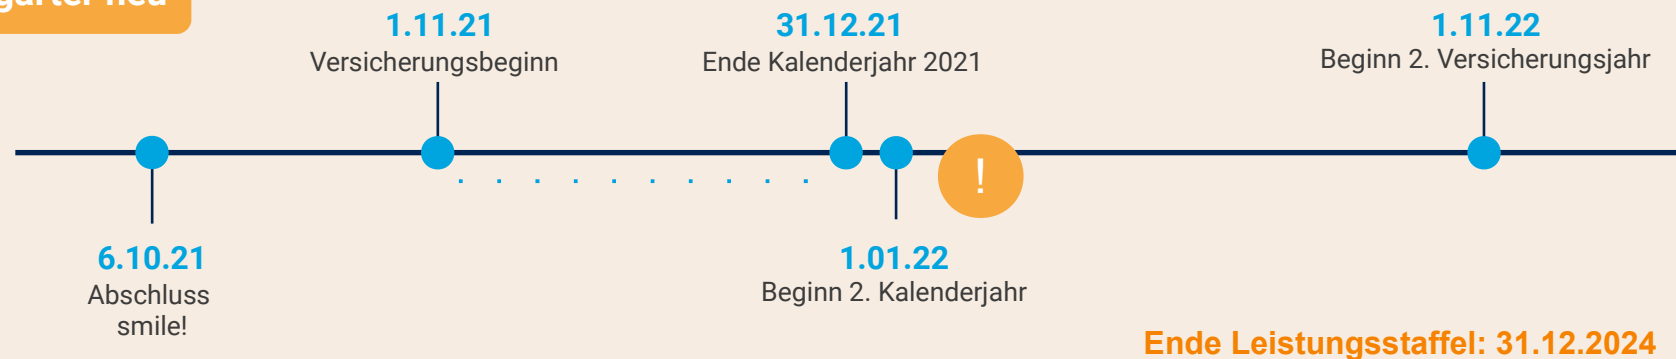 neu
1.11.21
Versicherungsbeginn
31.12.21
Ende Kalenderjahr 2021
1.11.22
Beginn 2. Versicherungsjahr
!
6.10.21
Abschluss
smile!
1.01.22
Beginn 2. Kalenderjahr
Ende Leistungsstaffel: 31.12.2024